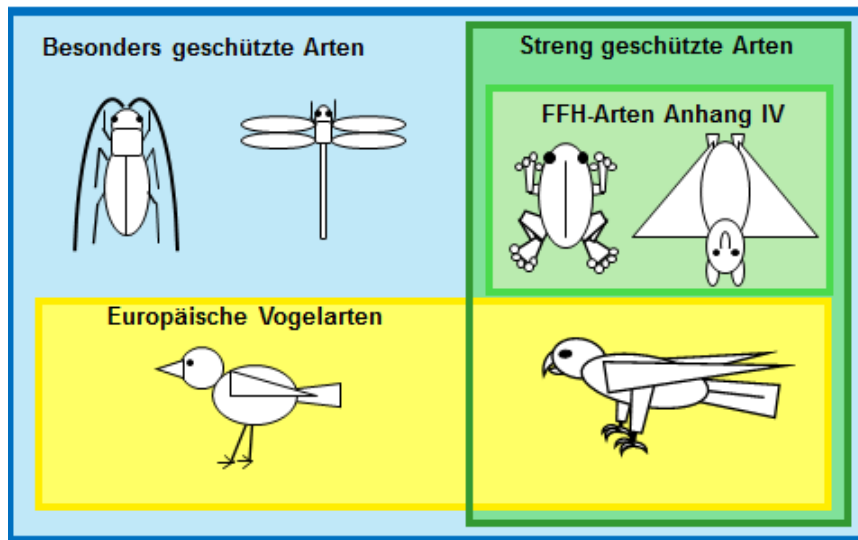 Besonders geschützte Arten
Streng geschützte Arten
FFH-Arten Anhang IV
Europäische Vogelarten